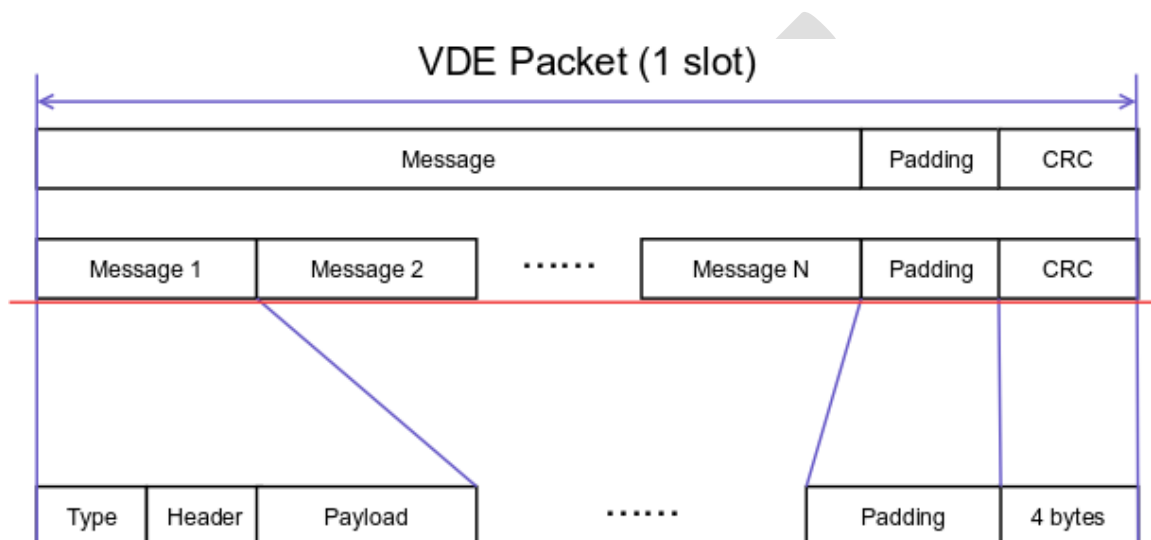 VDE Packet (1 slot)
Message Padding CRC
Message 1 Message 2 ...... Message N Padding CRC
Type Header Payload ...... Padding 4 bytes